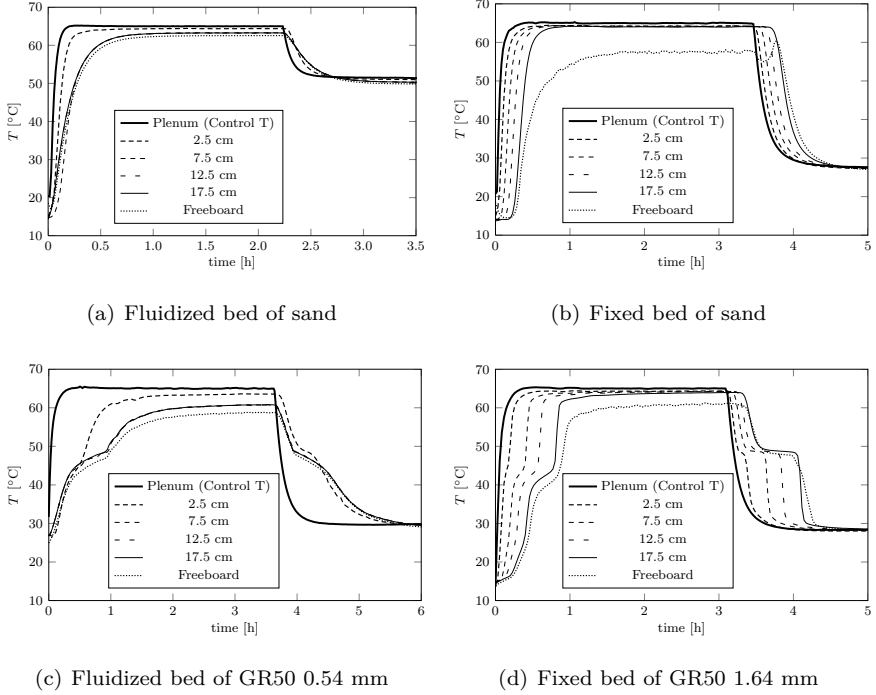 70
60
50
40
30
20
10
T [°C]
Plenum (Control T)
2.5 cm
7.5 cm
12.5 cm
17.5 cm
Freeboard
0 0.5 1.0 1.5 2.0 2.5 3.0 3.5
time [h]
(a) Fluidized bed of sand
70
60
50
40
30
20
10
T [°C]
Plenum (Control T)
2.5 cm
7.5 cm
12.5 cm
17.5 cm
Freeboard
0 1 2 3 4 5
time [h]
(b) Fixed bed of sand
70
60
50
40
30
20
10
T [°C]
Plenum (Control T)
2.5 cm
7.5 cm
12.5 cm
17.5 cm
Freeboard
0 1 2 3 4 5 6
time [h]
(c) Fluidized bed of GR50 0.54 mm
70
60
50
40
30
20
10
T [°C]
Plenum (Control T)
2.5 cm
7.5 cm
12.5 cm
17.5 cm
Freeboard
0 1 2 3 4 5
time [h]
(d) Fixed bed of GR50 1.64 mm